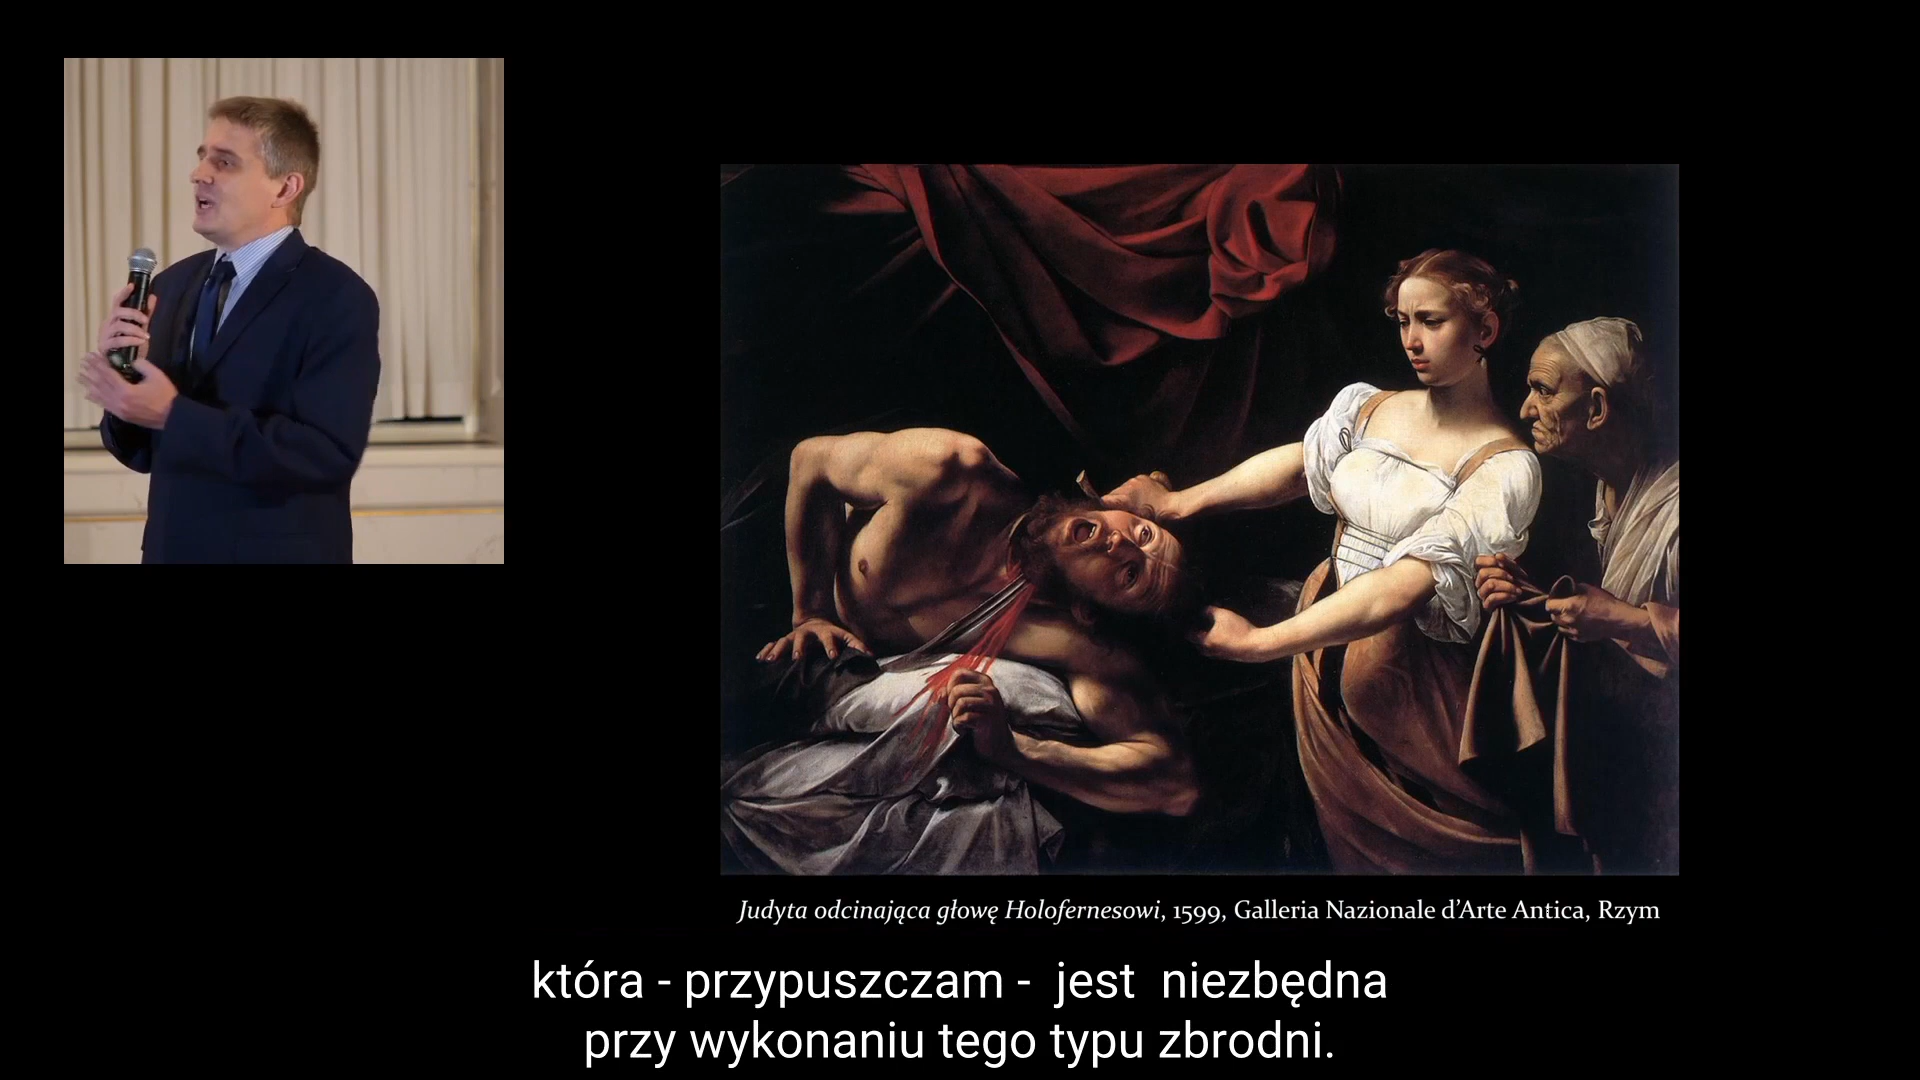 Judyta odcinająca głowę Holofernesowi, 1599, Galleria Nazionale d’Arte Antica, Rzym
która - przypuszczam - jest niezbędna
przy wykonaniu tego typu zbrodni.